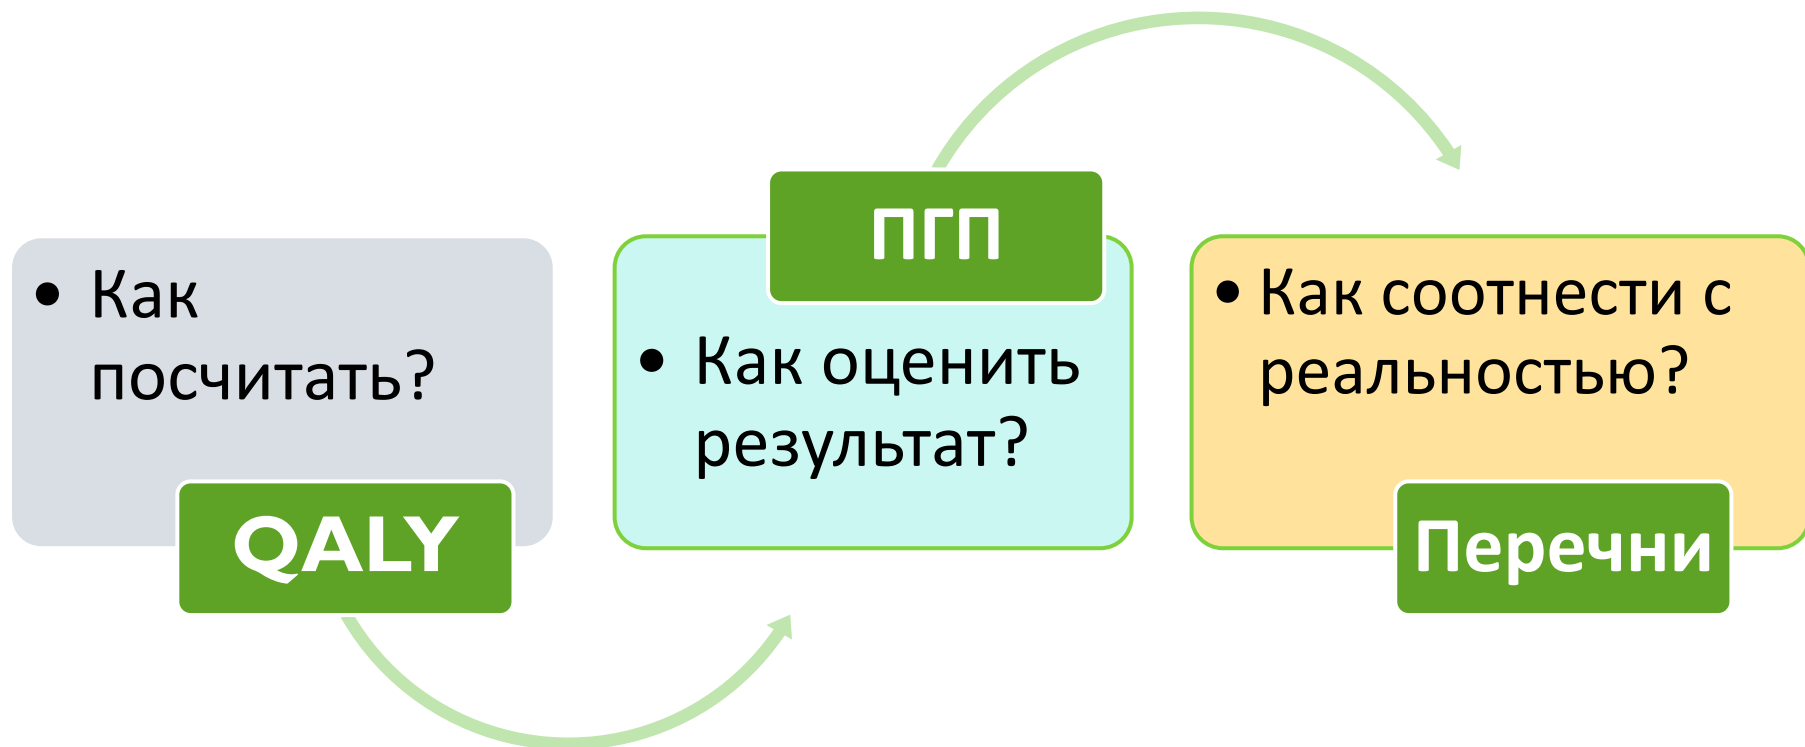 • Как
посчитать?
QALY
ПГП
• Как оценить
результат?
• Как соотнести с
реальностью?
Перечни